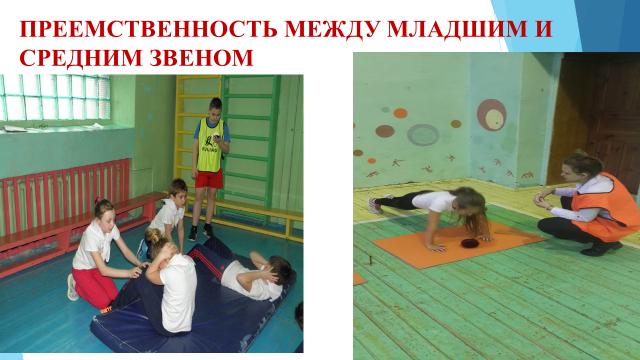 ПРЕЕМСТВЕННОСТЬ МЕЖДУ МЛАДШИМ И
СРЕДНИМ ЗВЕНОМ